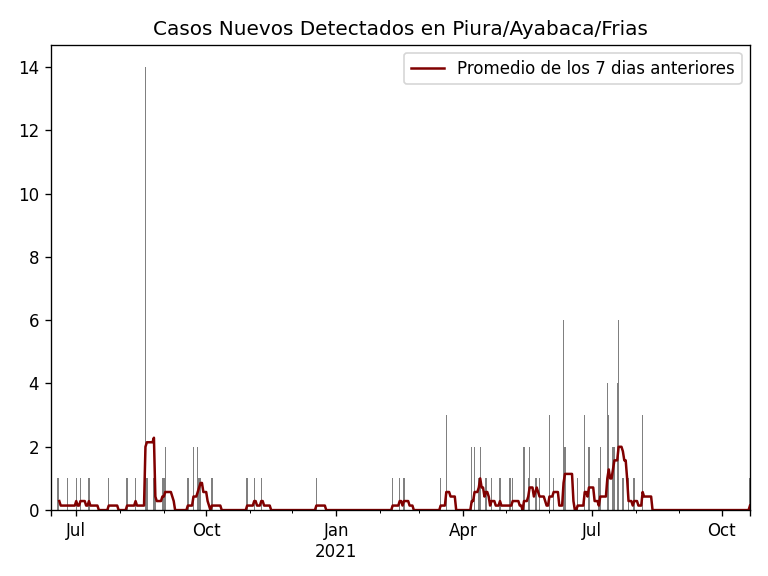 Casos Nuevos Detectados en Piura/Ayabaca/Frias
Promedio de los 7 dias anteriores
14
12
10
8
6
4
2
0
Jul
Oct
Jan
2021
Apr
Jul
Oct